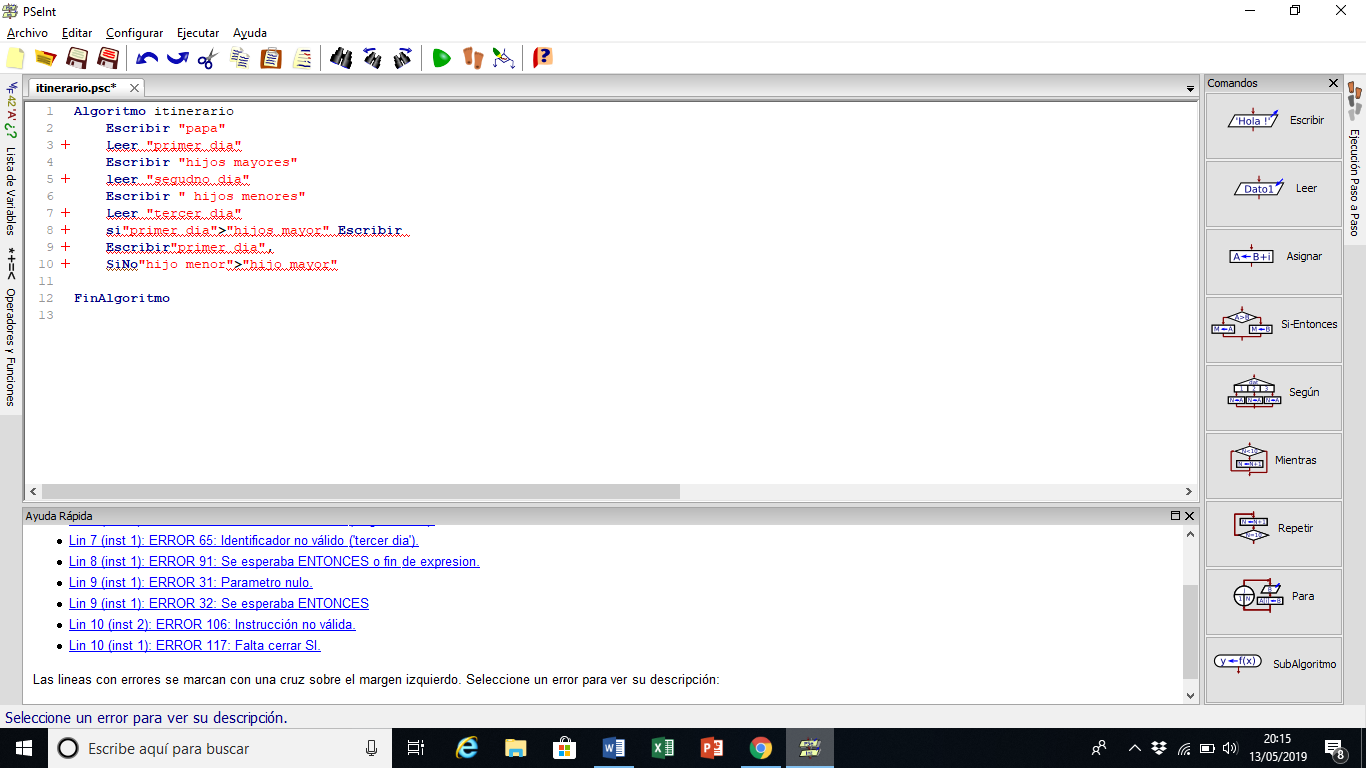 PSeInt
Archivo Editar Configurar Ejecutar Ayuda
itinerario.psc*
1 Algoritmo itinerario
2 Escribir "papa"
3 Leer "primer dia"
4 Escribir "hijos mayores"
5 leer "segudno dia"
6 Escribir " hijos menores"
7 Leer "tercer dia"
8 si"primer dia">"hijos mayor" Escribir
9 Escribir"primer dia",
10 SiNo"hijo menor">"hijo mayor"
11
12 FinAlgoritmo
13
Lista de Variables
*+=< Operadores y Funciones
Comandos
'Hola !' Escribir
Dato1 Leer
A←B+i Asignar
A>B
M←A M←B Si-Entonces
Según
Mientras
Repetir
Para
y←f(x) SubAlgoritmo
Ejecución Paso a Paso
Ayuda Rápida
Lin 7 (inst 1): ERROR 65: Identificador no válido ('tercer dia').
Lin 8 (inst 1): ERROR 91: Se esperaba ENTONCES o fin de expresion.
Lin 9 (inst 1): ERROR 31: Parametro nulo.
Lin 9 (inst 1): ERROR 32: Se esperaba ENTONCES
Lin 10 (inst 2): ERROR 106: Instrucción no válida.
Lin 10 (inst 1): ERROR 117: Falta cerrar SI.
Las lineas con errores se marcan con una cruz sobre el margen izquierdo. Seleccione un error para ver su descripción:
Seleccione un error para ver su descripción.
Escribe aquí para buscar
20:15
13/05/2019
8